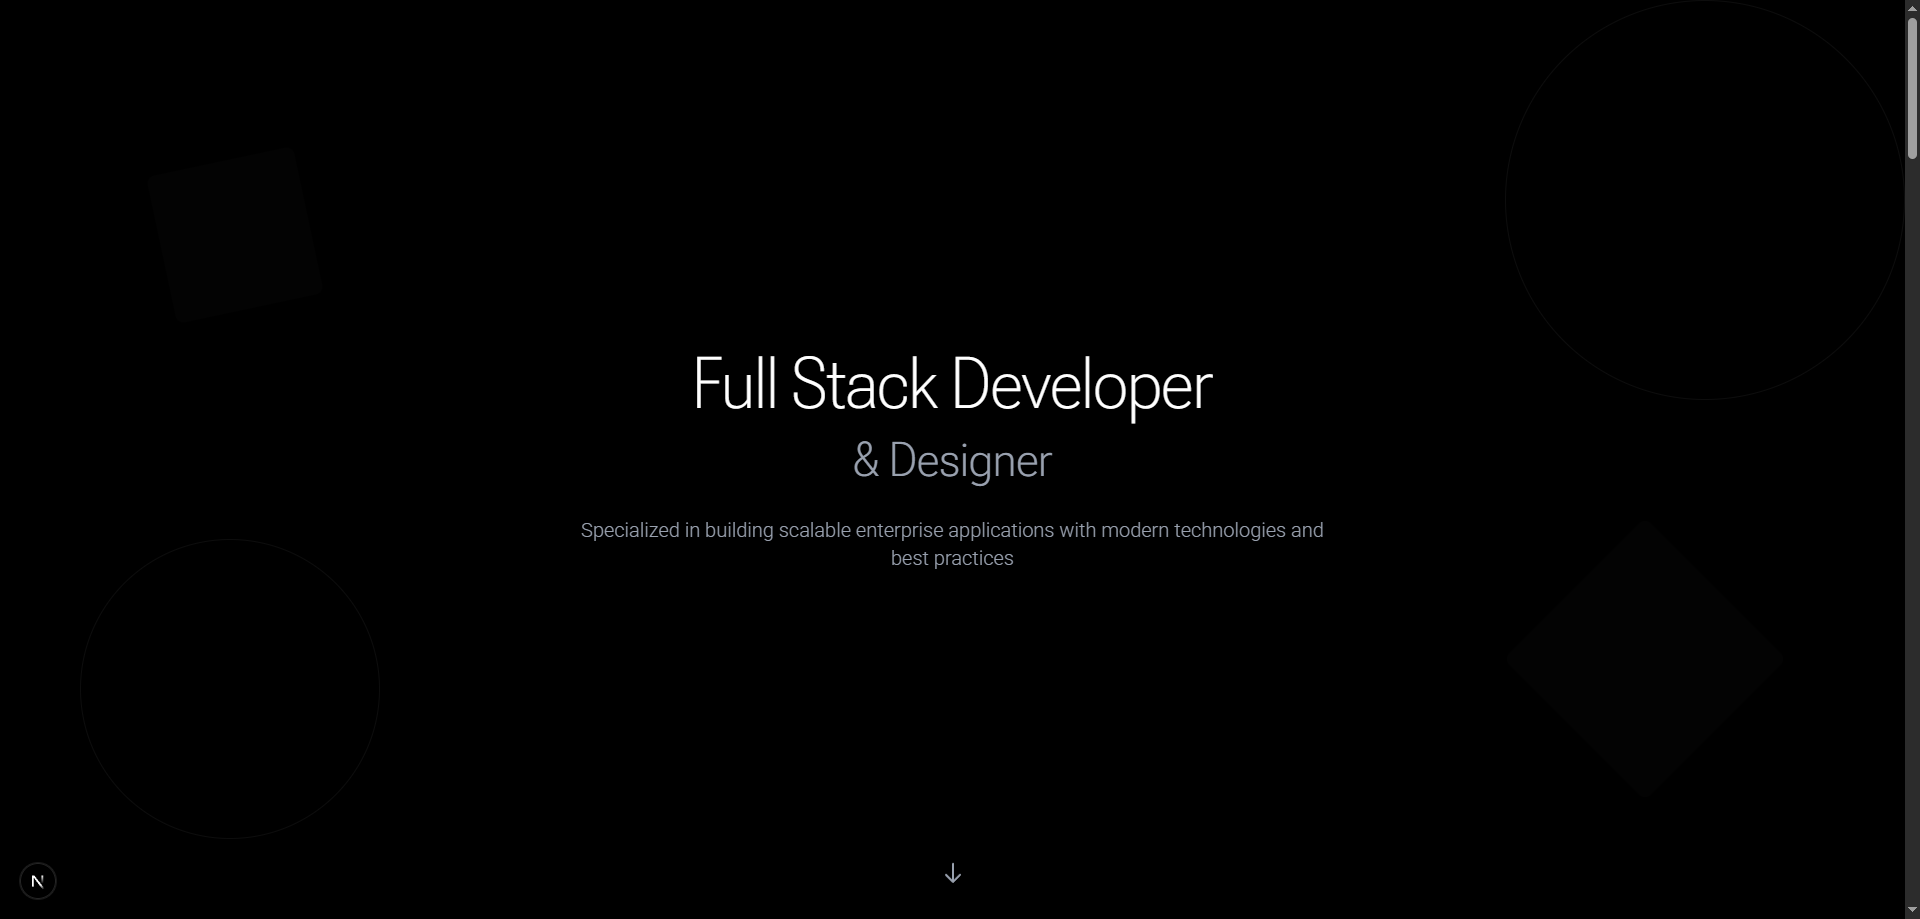 Full Stack Developer
& Designer
Specialized in building scalable enterprise applications with modern technologies and
best practices
N